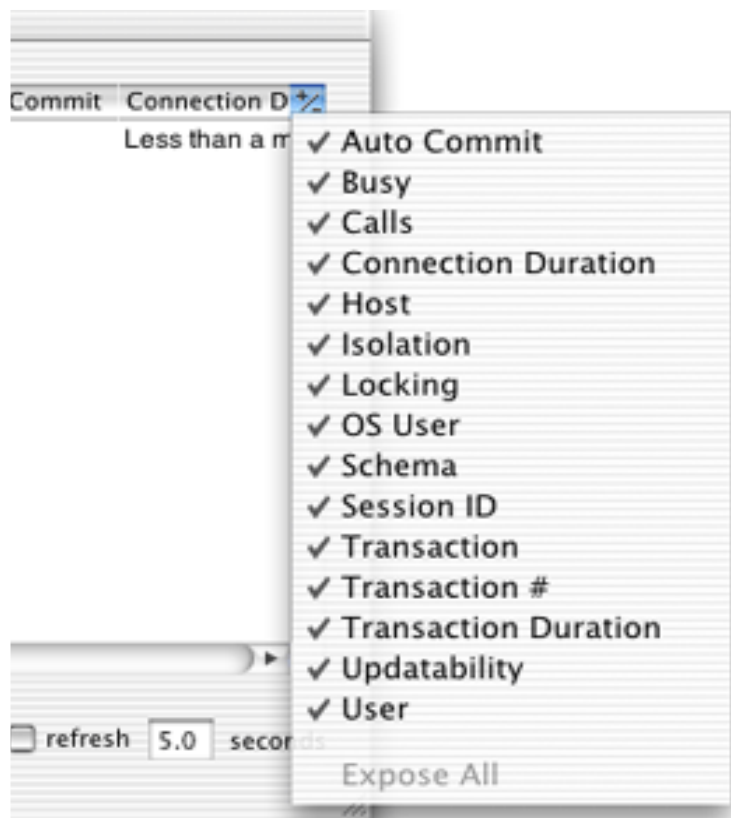 Commit Connection D +/-
Less than a m
Auto Commit
Busy
Calls
Connection Duration
Host
Isolation
Locking
OS User
Schema
Session ID
Transaction
Transaction #
Transaction Duration
Updatability
User
refresh 5.0 seconds
Expose All